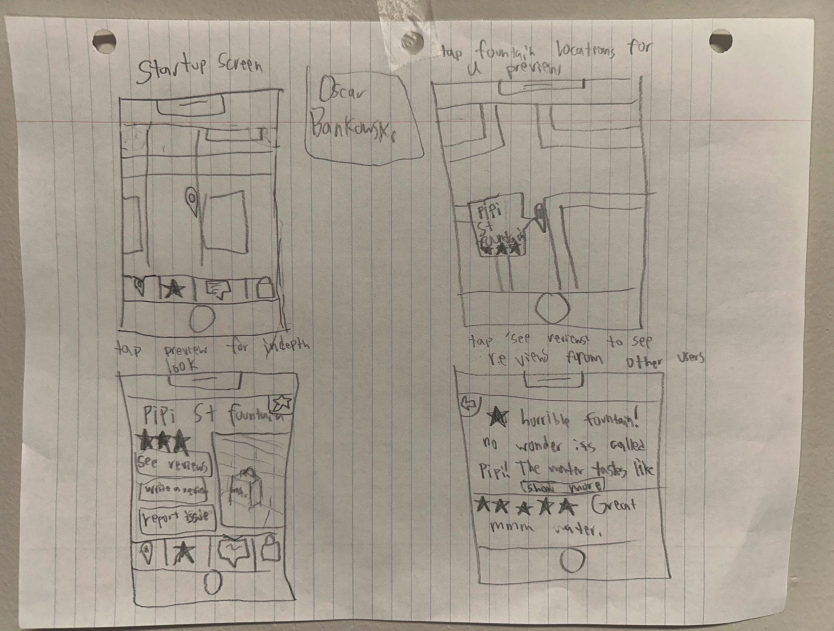 Startup Screen
Oscar
Bankowski
tap fountain locations for
a preview
PiPi
St
fountain
tap preview for indepth
look
PiPi St fountain
See reviews
write a review
report issue
tap 'see reviews' to see
review from other users
horrible fountain!
no wonder its called
Pipi! The water tastes like
show more
Great
mmm water.